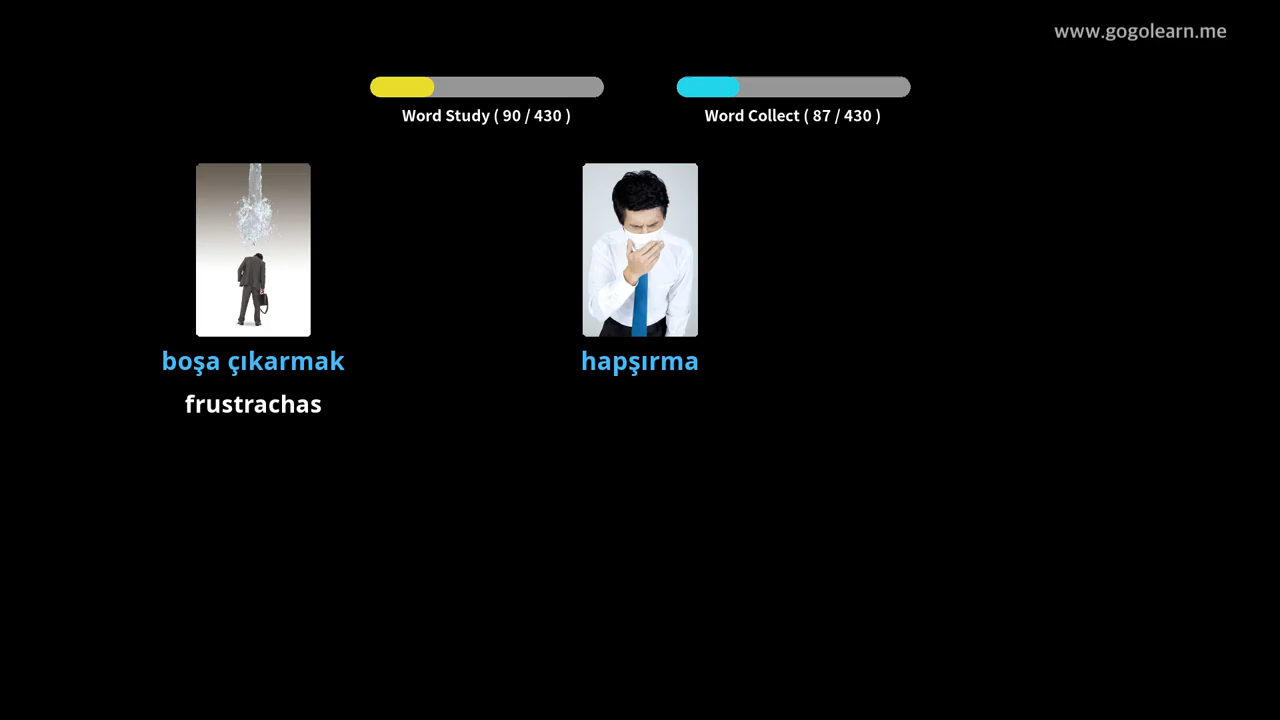 www.gogolearn.me
Word Study ( 90 / 430 )
Word Collect ( 87 / 430 )
boşa çıkarmak
hapşırma
frustrachas